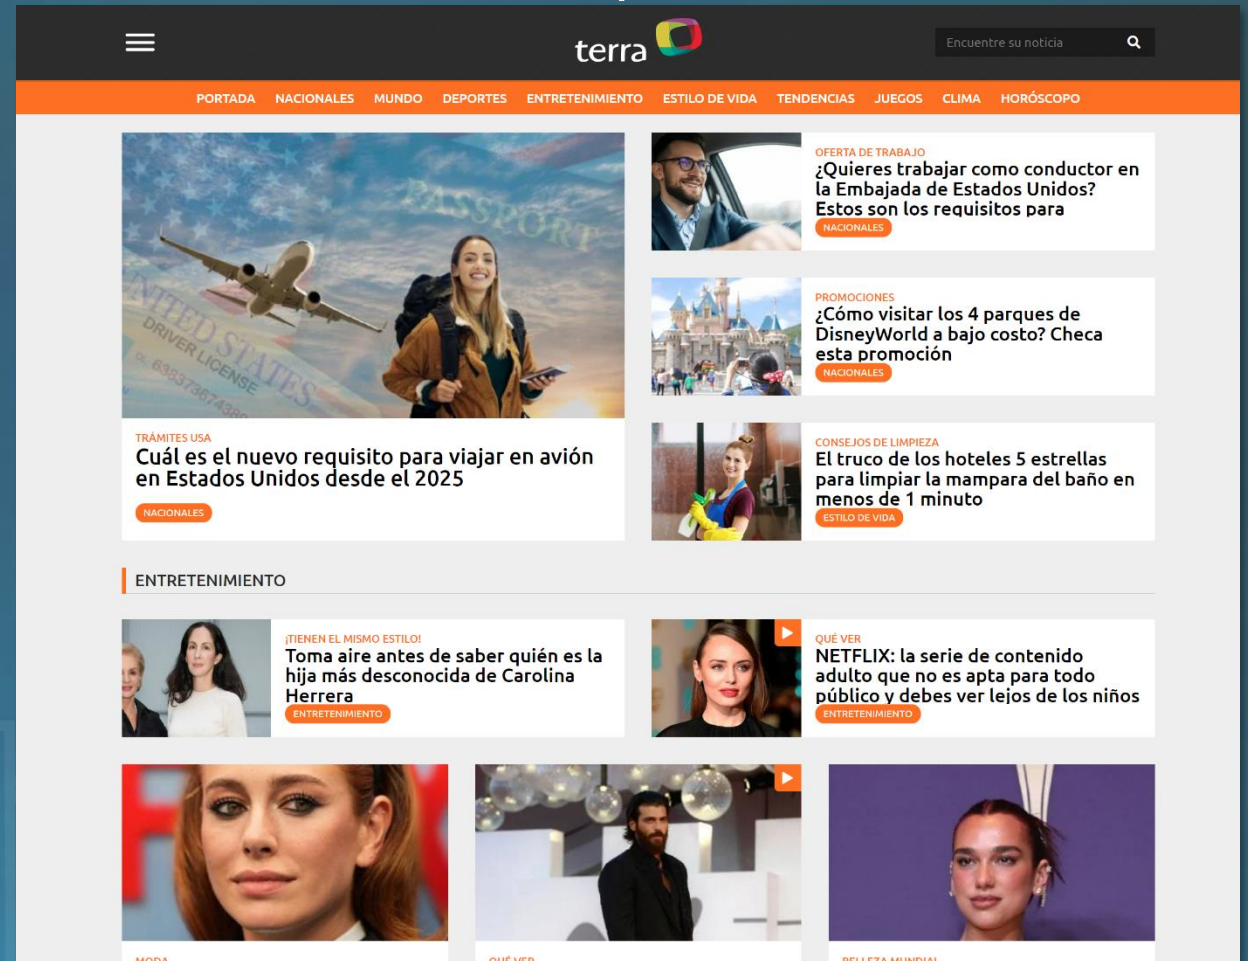 terra
Encuentre su noticia
PORTADA NACIONALES MUNDO DEPORTES ENTRETENIMIENTO ESTILO DE VIDA TENDENCIAS JUEGOS CLIMA HORÓSCOPO
PASSPORT
UNITED STATES
DRIVER LICENSE
TRÁMITES USA
Cuál es el nuevo requisito para viajar en avión
en Estados Unidos desde el 2025
NACIONALES
OFERTA DE TRABAJO
¿Quieres trabajar como conductor en
la Embajada de Estados Unidos?
Estos son los requisitos para
NACIONALES
PROMOCIONES
¿Cómo visitar los 4 parques de
DisneyWorld a bajo costo? Checa
esta promoción
NACIONALES
CONSEJOS DE LIMPIEZA
El truco de los hoteles 5 estrellas
para limpiar la mampara del baño en
menos de 1 minuto
ESTILO DE VIDA
ENTRETENIMIENTO
¡TIENEN EL MISMO ESTILO!
Toma aire antes de saber quién es la
hija más desconocida de Carolina
Herrera
ENTRETENIMIENTO
QUÉ VER
NETFLIX: la serie de contenido
adulto que no es apta para todo
público y debes ver lejos de los niños
ENTRETENIMIENTO
MODA
QUÉ VER
BELLEZA MUNDIAL